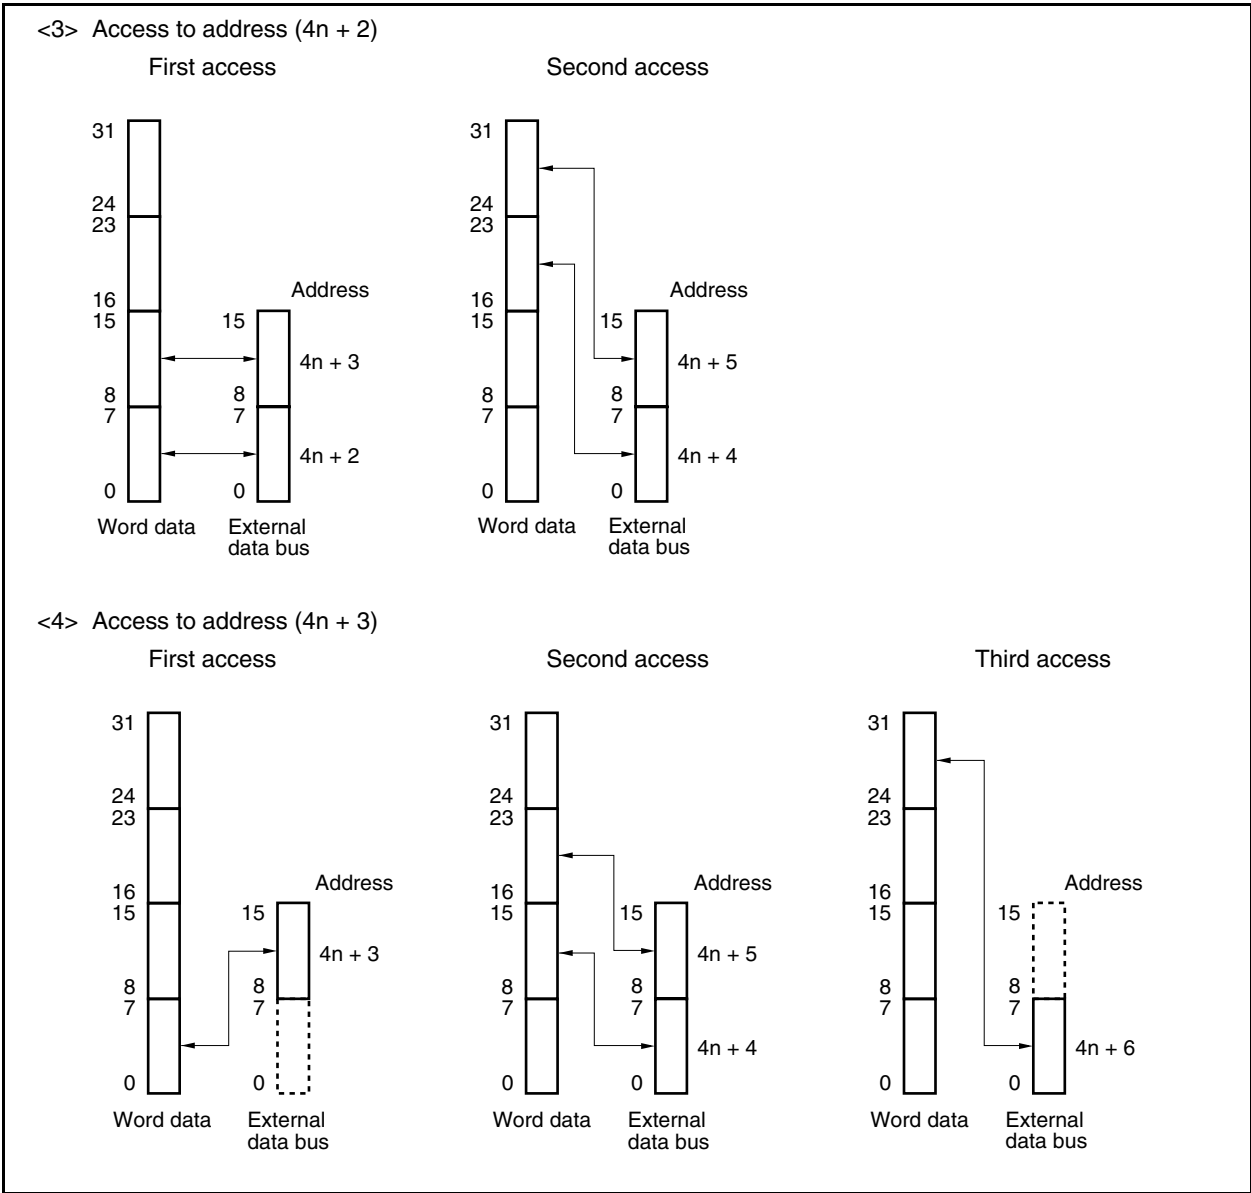 <3> Access to address (4n + 2)
First access
Second access
31
24
23
16
15
8
7
0
Address
15
4n + 3
8
7
4n + 2
0
Word data
External
data bus
31
24
23
16
15
8
7
0
Address
15
4n + 5
8
7
4n + 4
0
Word data
External
data bus
<4> Access to address (4n + 3)
First access
Second access
Third access
31
24
23
16
15
8
7
0
Address
15
4n + 3
8
7
0
Word data
External
data bus
31
24
23
16
15
8
7
0
Address
15
4n + 5
8
7
4n + 4
0
Word data
External
data bus
31
24
23
16
15
8
7
0
Address
15
8
7
4n + 6
0
Word data
External
data bus